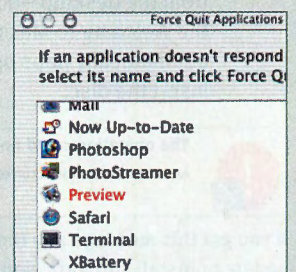 Force Quit Applications
If an application doesn't respond
select its name and click Force Q
Mail
Now Up-to-Date
Photoshop
PhotoStreamer
Preview
Safari
Terminal
XBattery